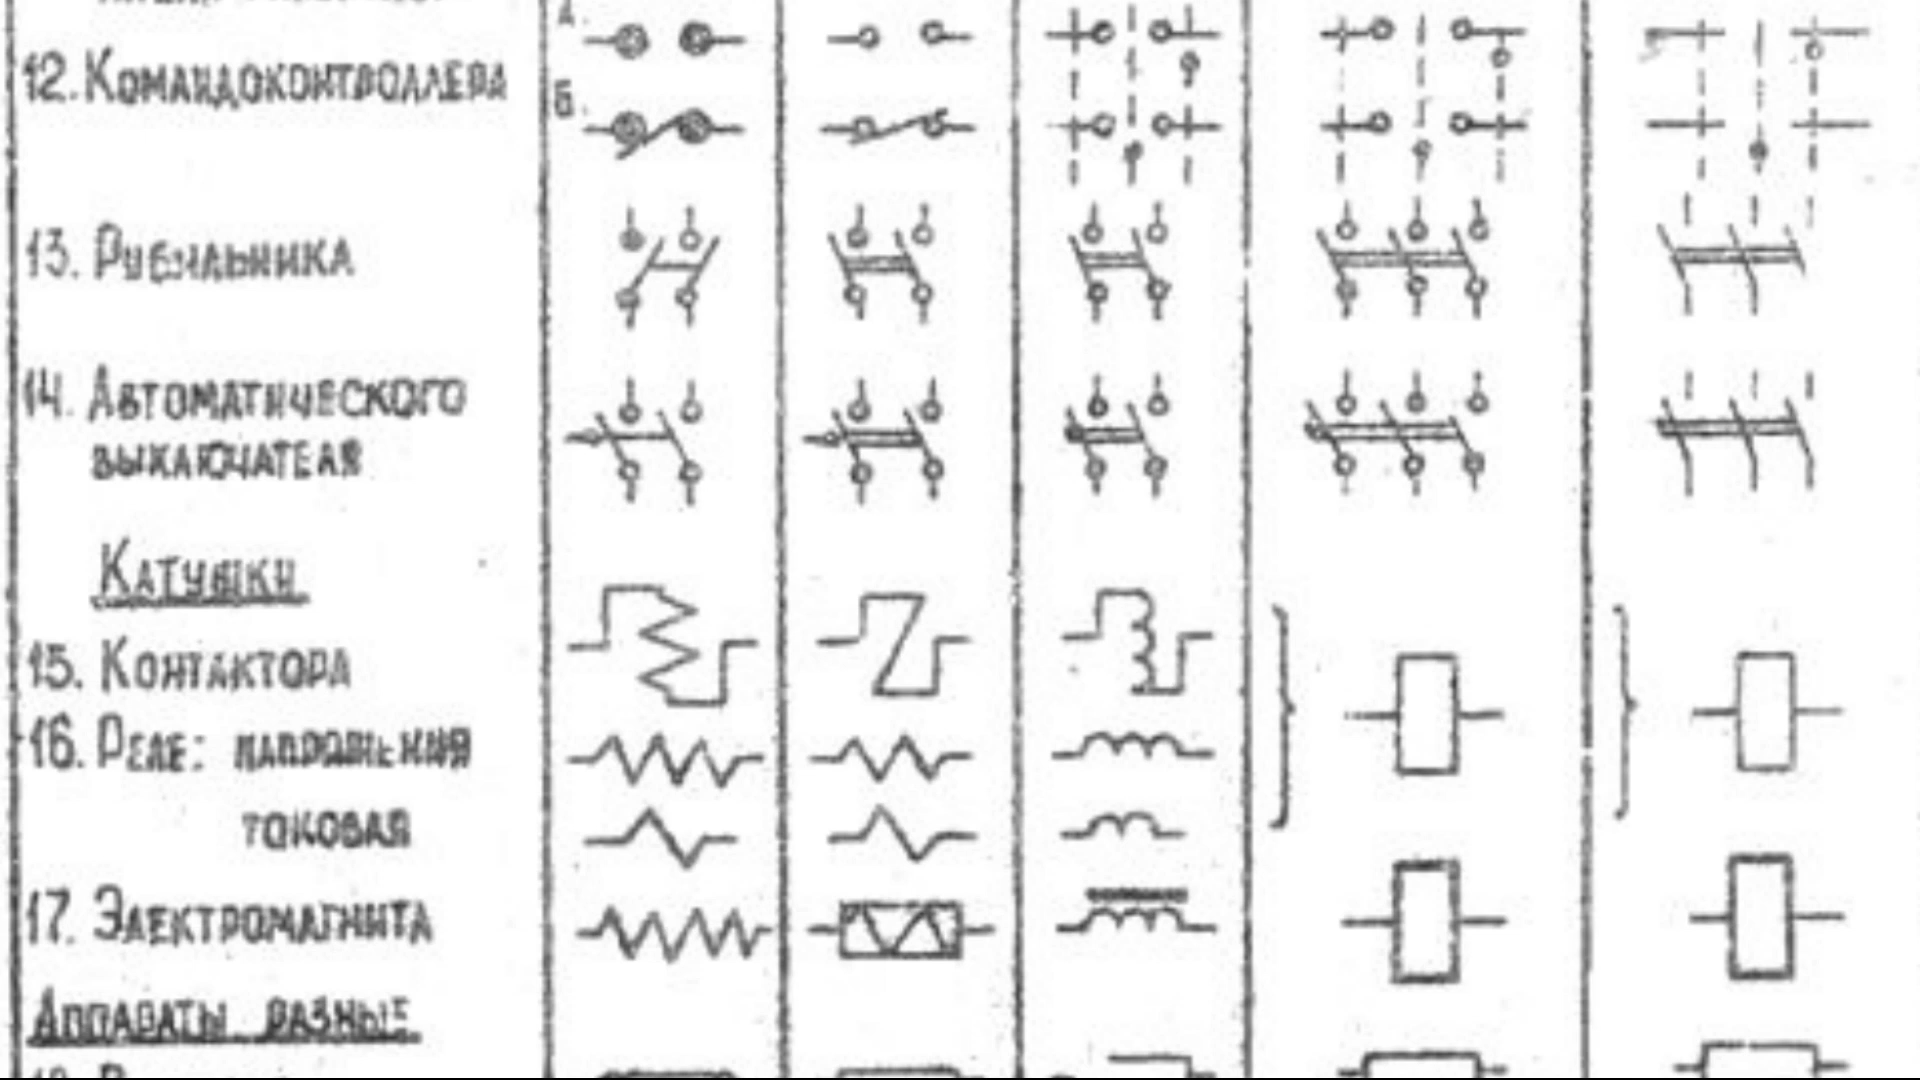 А.
12. Командоконтроллера
Б.
13. Рубильника
14. Автоматического
выключателя
Катушки
15. Контактора
16. Реле: напряжения
токовая
17. Электромагнита
Аппараты разные